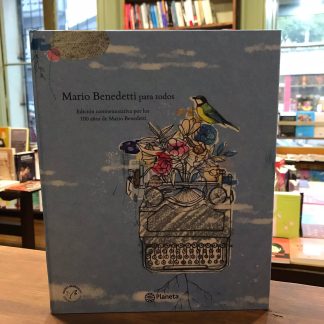 Mario Benedetti para todos
Edición conmemorativa por los
100 años de Mario Benedetti
Planeta